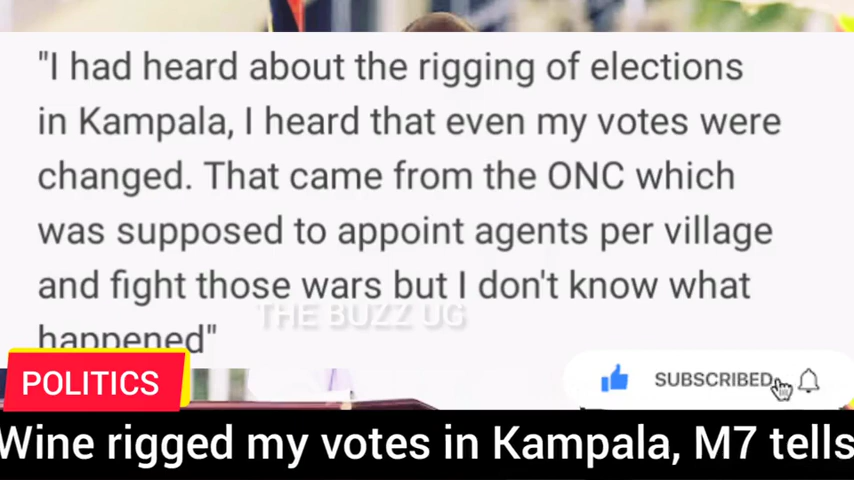 "I had heard about the rigging of elections
in Kampala, I heard that even my votes were
changed. That came from the ONC which
was supposed to appoint agents per village
and fight those wars but I don't know what
happened"
THE BUZZ UG
POLITICS
SUBSCRIBED
Wine rigged my votes in Kampala, M7 tells